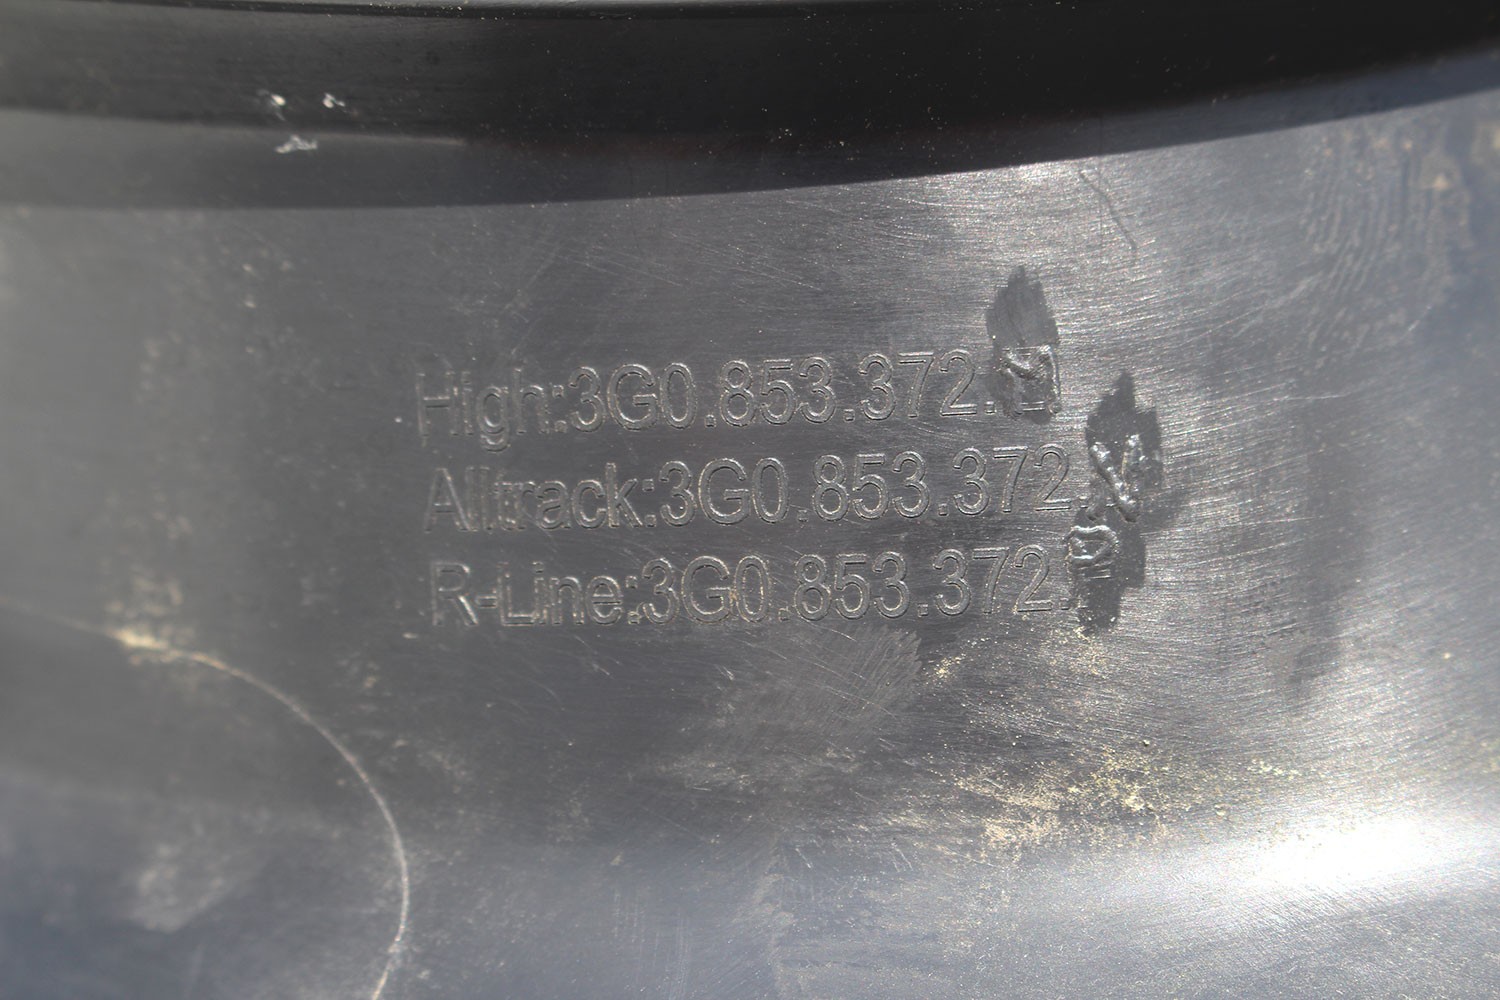 High:3G0.853.372.
Alltrack:3G0.853.372.
R-Line:3G0.853.372.